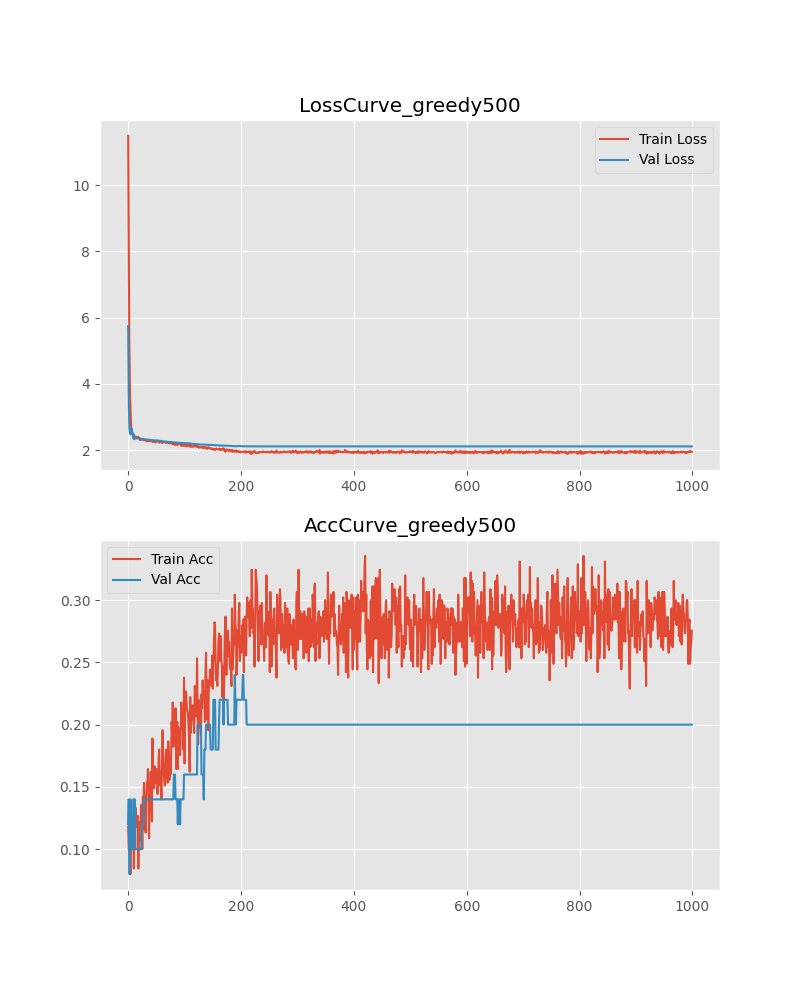 LossCurve_greedy500
Train Loss
Val Loss
10
8
6
4
2
0 200 400 600 800 1000
AccCurve_greedy500
Train Acc
Val Acc
0.30
0.25
0.20
0.15
0.10
0 200 400 600 800 1000